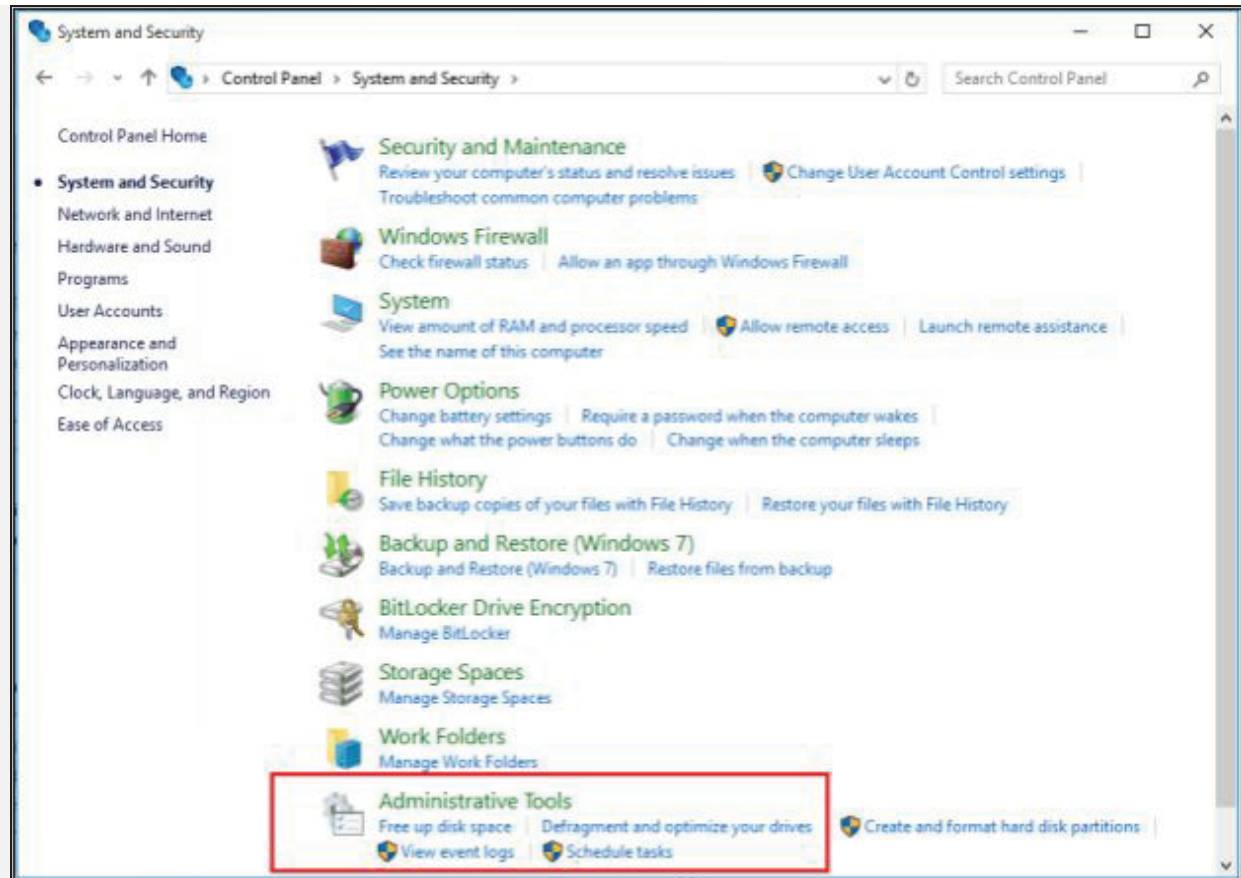 System and Security
Control Panel > System and Security >
Search Control Panel
Control Panel Home
System and Security
Network and Internet
Hardware and Sound
Programs
User Accounts
Appearance and
Personalization
Clock, Language, and Region
Ease of Access
Security and Maintenance
Review your computer's status and resolve issues | Change User Account Control settings |
Troubleshoot common computer problems
Windows Firewall
Check firewall status | Allow an app through Windows Firewall
System
View amount of RAM and processor speed | Allow remote access | Launch remote assistance |
See the name of this computer
Power Options
Change battery settings | Require a password when the computer wakes |
Change what the power buttons do | Change when the computer sleeps
File History
Save backup copies of your files with File History | Restore your files with File History
Backup and Restore (Windows 7)
Backup and Restore (Windows 7) | Restore files from backup
BitLocker Drive Encryption
Manage BitLocker
Storage Spaces
Manage Storage Spaces
Work Folders
Manage Work Folders
Administrative Tools
Free up disk space | Defragment and optimize your drives | Create and format hard disk partitions |
View event logs | Schedule tasks